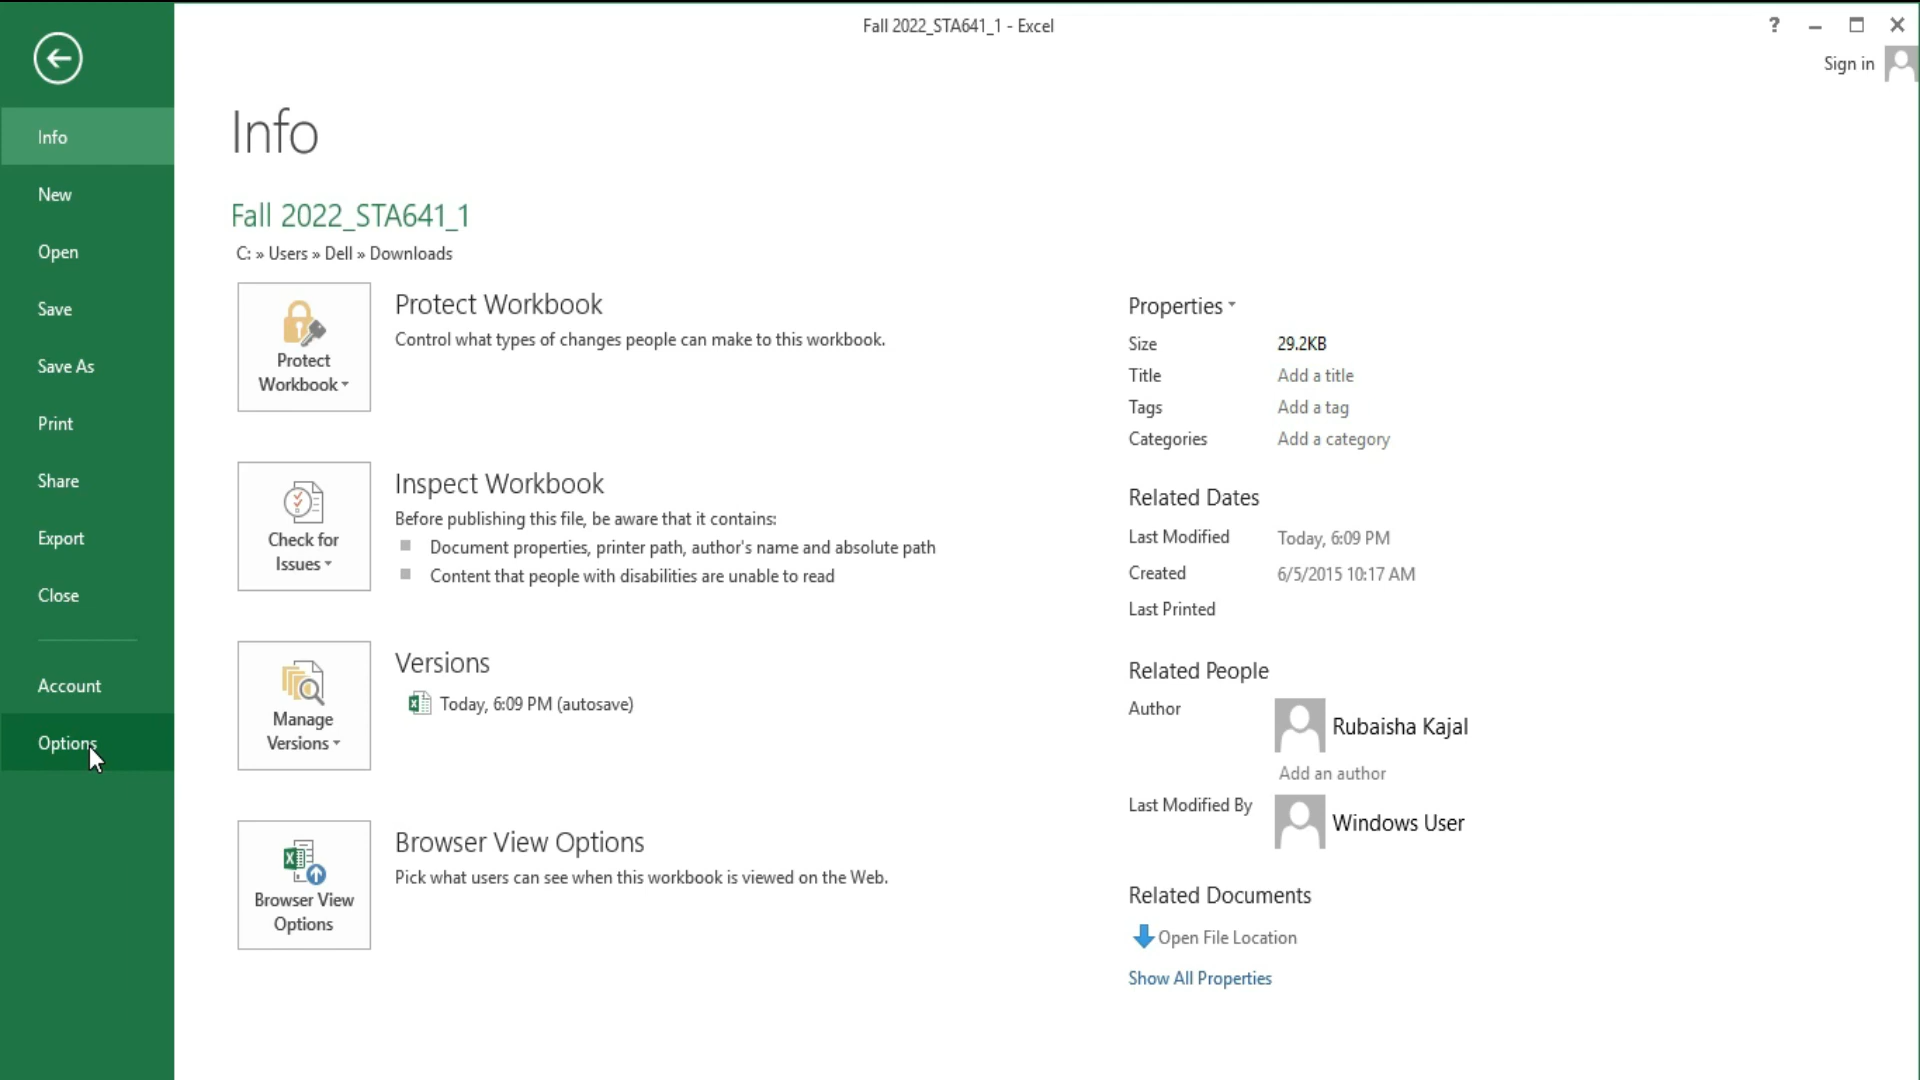 Fall 2022_STA641_1 - Excel
?
Sign in
Info
New
Open
Save
Save As
Print
Share
Export
Close
Account
Options
Info
Fall 2022_STA641_1
C: » Users » Dell » Downloads
Protect
Workbook
Protect Workbook
Control what types of changes people can make to this workbook.
Check for
Issues
Inspect Workbook
Before publishing this file, be aware that it contains:
Document properties, printer path, author's name and absolute path
Content that people with disabilities are unable to read
Manage
Versions
Versions
Today, 6:09 PM (autosave)
Browser View
Options
Browser View Options
Pick what users can see when this workbook is viewed on the Web.
Properties
Size 29.2KB
Title Add a title
Tags Add a tag
Categories Add a category
Related Dates
Last Modified Today, 6:09 PM
Created 6/5/2015 10:17 AM
Last Printed
Related People
Author Rubaisha Kajal
Add an author
Last Modified By Windows User
Related Documents
Open File Location
Show All Properties